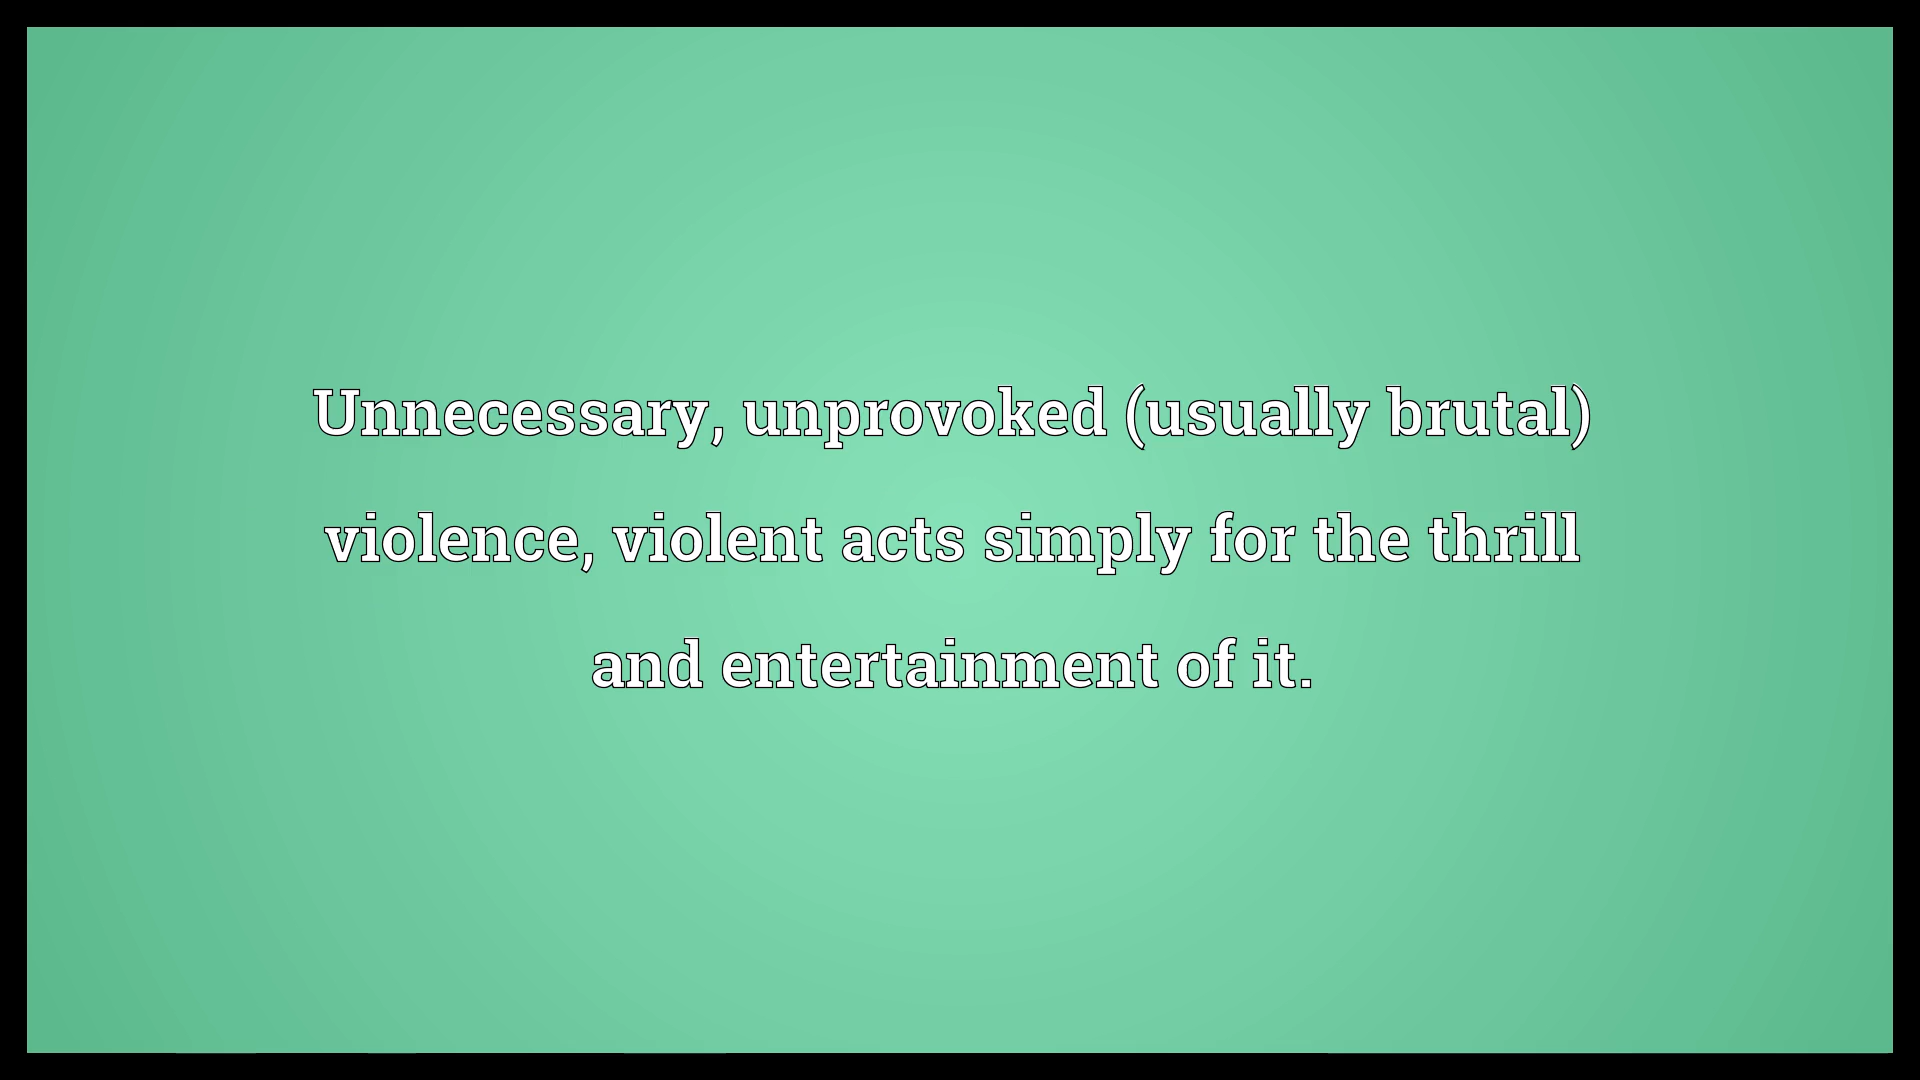 Unnecessary, unprovoked (usually brutal)
violence, violent acts simply for the thrill
and entertainment of it.